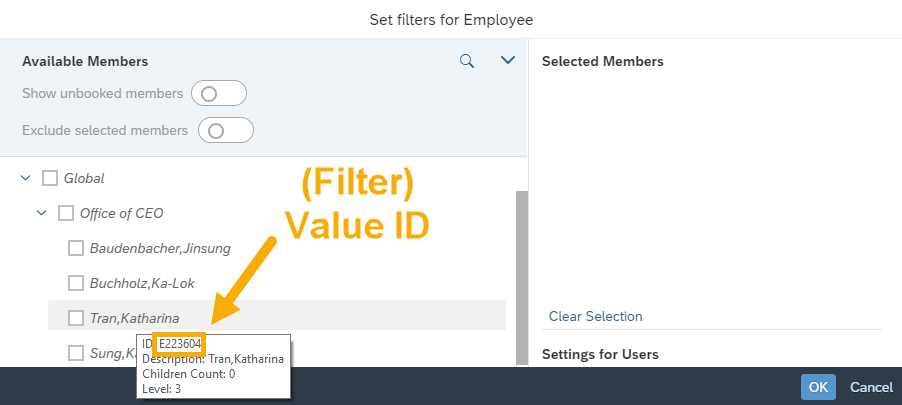 Set filters for Employee
Available Members
Show unbooked members
Exclude selected members
Global
Office of CEO
Baudenbacher,Jinsung
Buchholz,Ka-Lok
Tran,Katharina
Sung,K
(Filter)
Value ID
ID: E223604
Description: Tran,Katharina
Children Count: 0
Level: 3
Selected Members
Clear Selection
Settings for Users
OK
Cancel